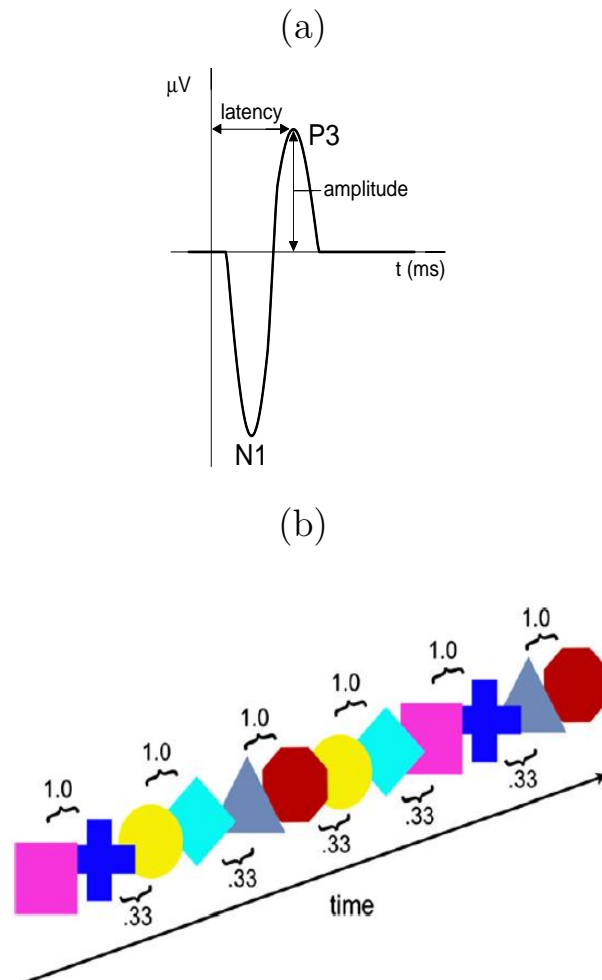 (a)
μV
latency
P3
amplitude
t (ms)
N1
(b)
1.0
1.0
1.0
1.0
1.0
1.0
.33
.33
.33
.33
.33
time